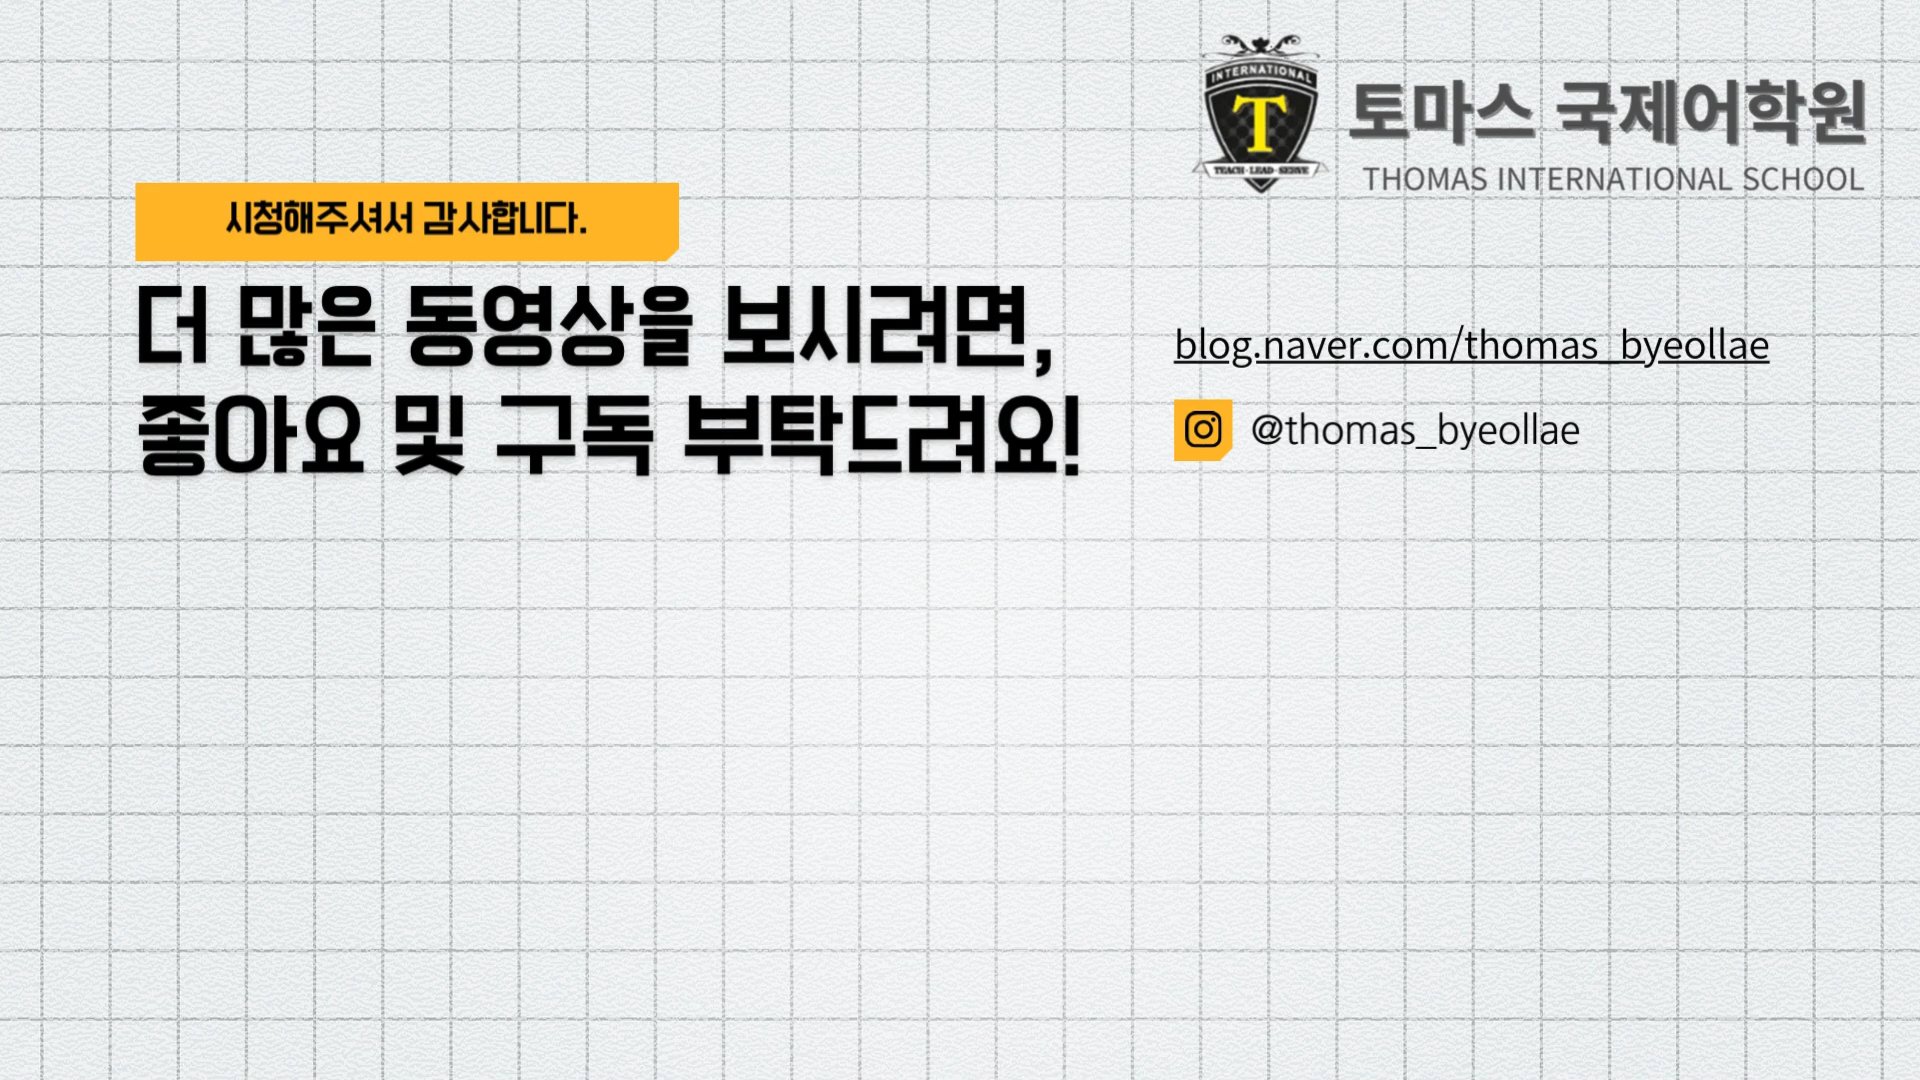 INTERNATIONAL
T
TEACH · LEAD · SERVE
토마스 국제어학원
THOMAS INTERNATIONAL SCHOOL
시청해주셔서 감사합니다.
더 많은 동영상을 보시려면,
좋아요 및 구독 부탁드려요!
blog.naver.com/thomas_byeollae
@thomas_byeollae